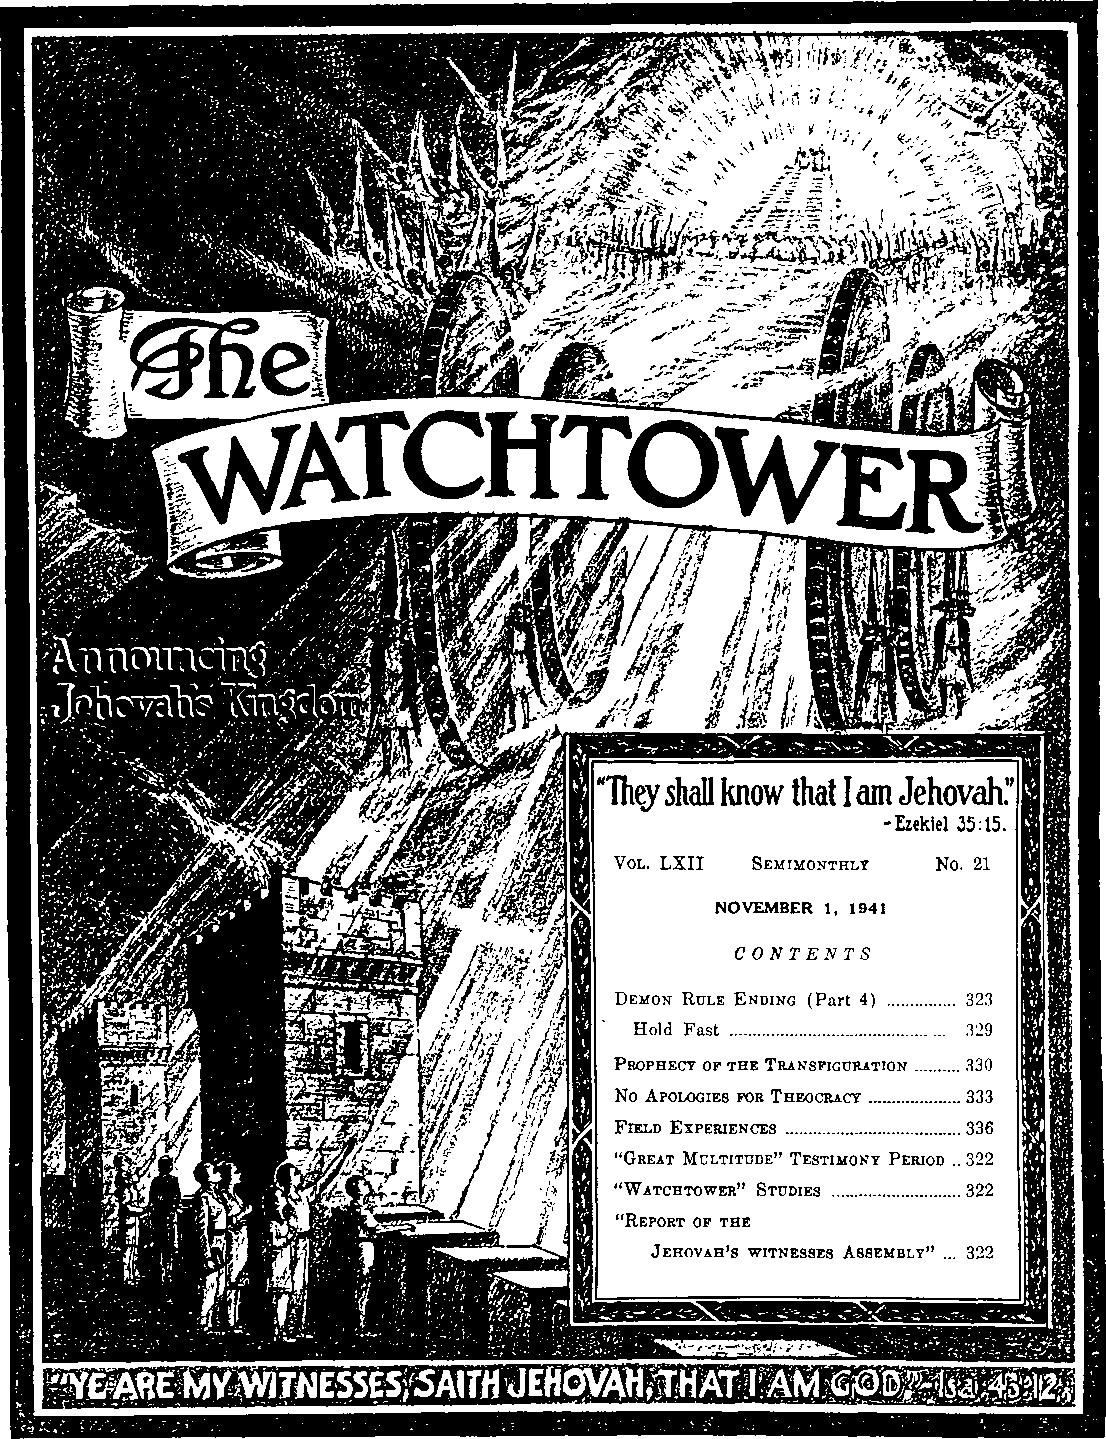 The
WATCHTOWER
Announcing
Jehovah's Kingdom
"They shall know that I am Jehovah."
- Ezekiel 35:15.
VOL. LXII SEMIMONTHLY No. 21
NOVEMBER 1, 1941
CONTENTS
DEMON RULE ENDING (Part 4) .............. 323
Hold Fast ............................................. 329
PROPHECY OF THE TRANSFIGURATION .......... 330
NO APOLOGIES FOR THEOCRACY .................... 333
FIELD EXPERIENCES ...................................... 336
"GREAT MULTITUDE" TESTIMONY PERIOD .. 322
"WATCHTOWER" STUDIES ............................ 322
"REPORT OF THE
JEHOVAH'S WITNESSES ASSEMBLY" ... 322
"YE ARE MY WITNESSES, SAITH JEHOVAH, THAT I AM GOD."-Isa. 43:12.